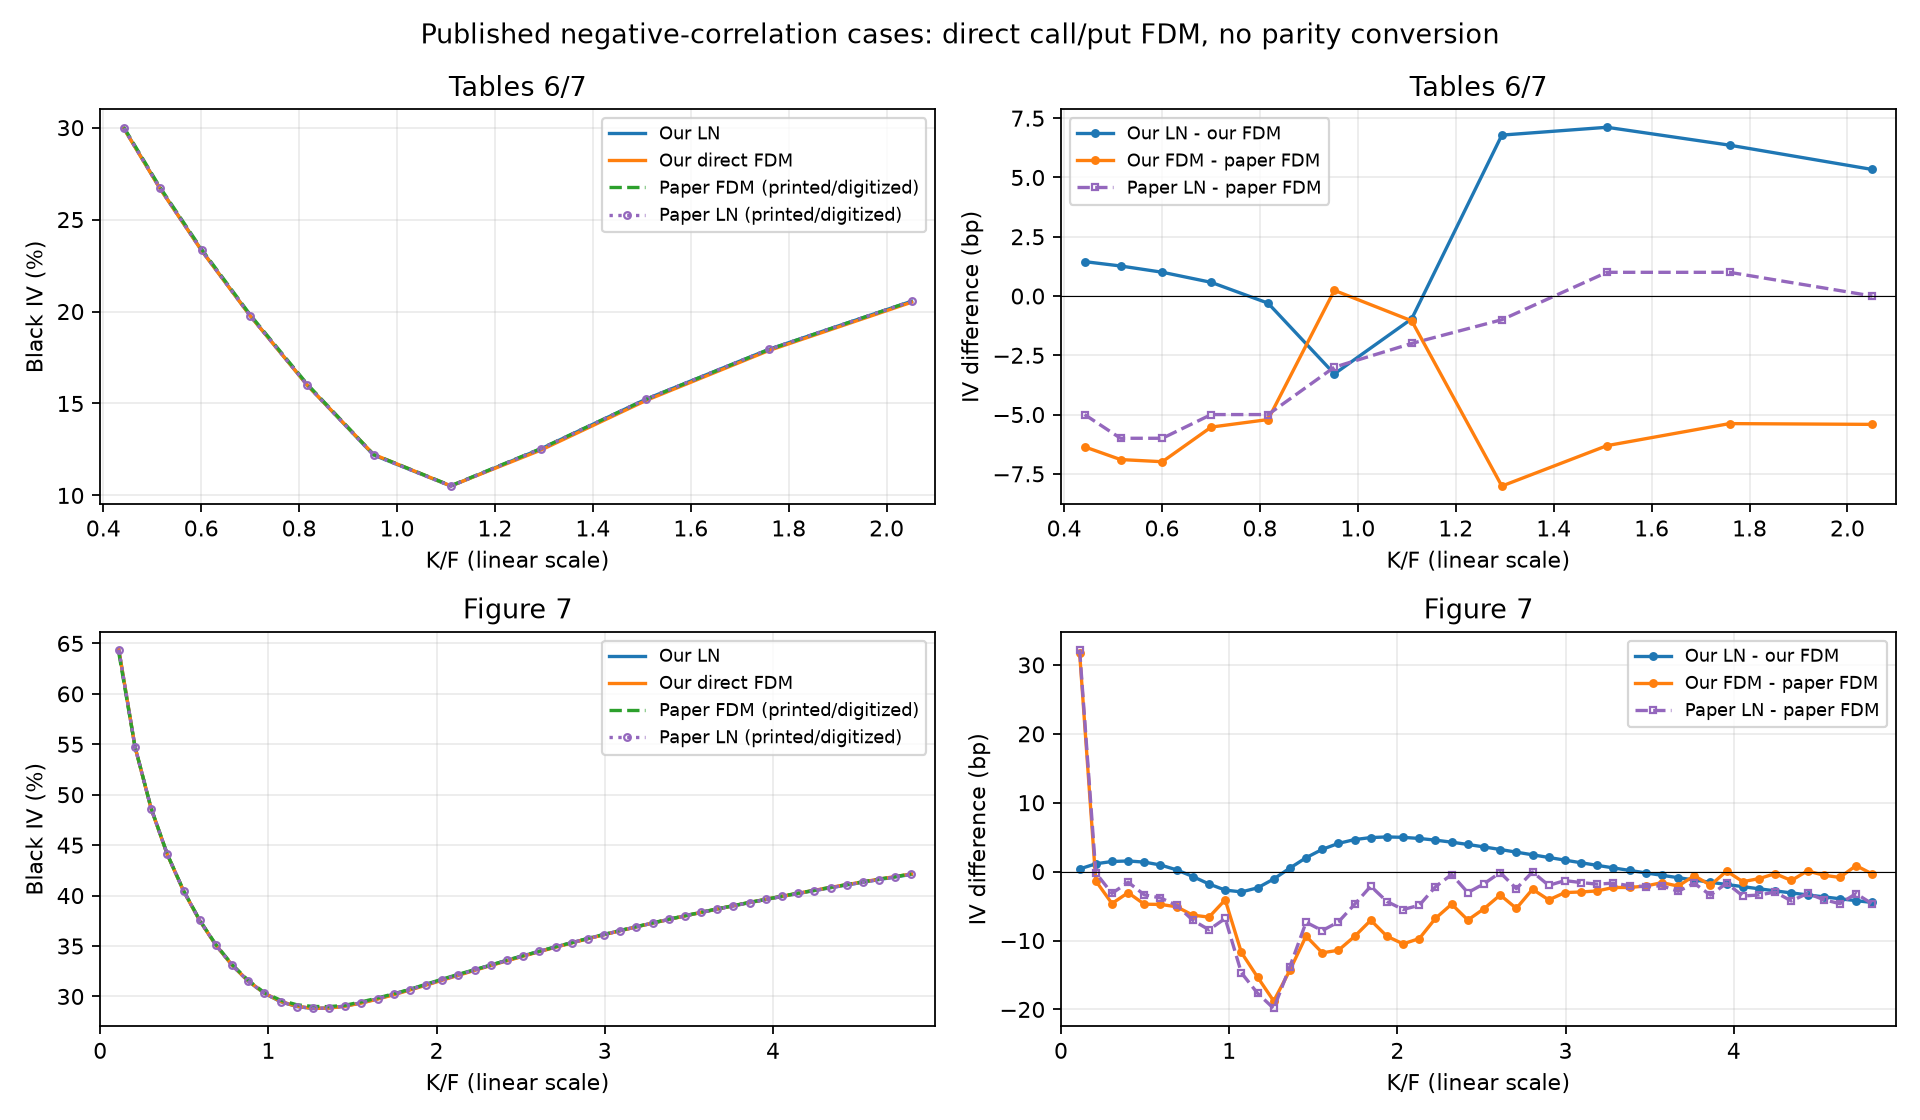 Published negative-correlation cases: direct call/put FDM, no parity conversion
Tables 6/7
30
25
20
15
10
Black IV (%)
Our LN
Our direct FDM
Paper FDM (printed/digitized)
Paper LN (printed/digitized)
0.4 0.6 0.8 1.0 1.2 1.4 1.6 1.8 2.0
K/F (linear scale)
Tables 6/7
7.5
5.0
2.5
0.0
−2.5
−5.0
−7.5
IV difference (bp)
Our LN - our FDM
Our FDM - paper FDM
Paper LN - paper FDM
0.4 0.6 0.8 1.0 1.2 1.4 1.6 1.8 2.0
K/F (linear scale)
Figure 7
65
60
55
50
45
40
35
30
Black IV (%)
Our LN
Our direct FDM
Paper FDM (printed/digitized)
Paper LN (printed/digitized)
0 1 2 3 4
K/F (linear scale)
Figure 7
30
20
10
0
−10
−20
IV difference (bp)
Our LN - our FDM
Our FDM - paper FDM
Paper LN - paper FDM
0 1 2 3 4
K/F (linear scale)